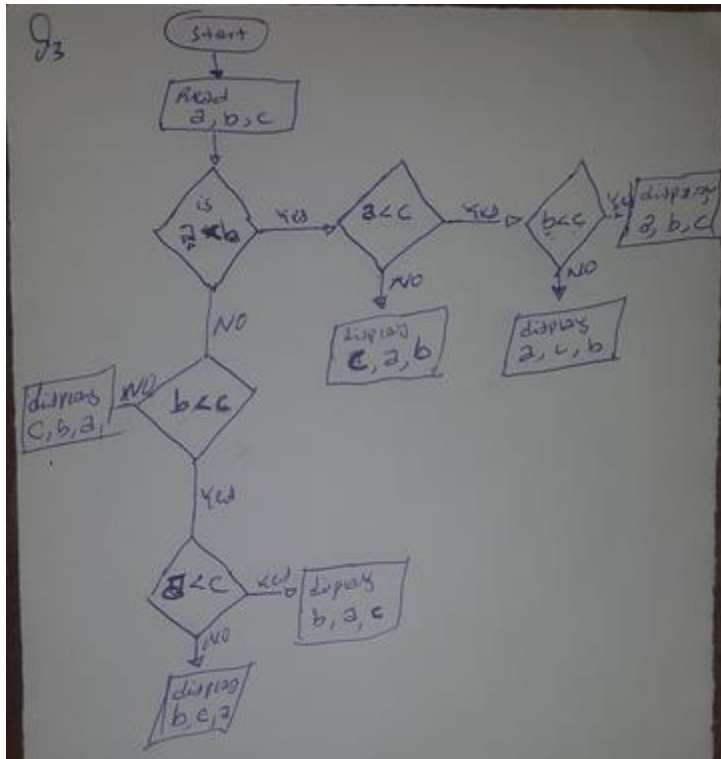 Q3
Start
Read
a, b, c
is
a < b
Yes
a < c
Yes
b < c
Yes
display
a, b, c
NO
display
c, a, b
NO
display
a, c, b
NO
b < c
NO
display
c, b, a,
Yes
a < c
Yes
display
b, a, c
NO
display
b, c, a